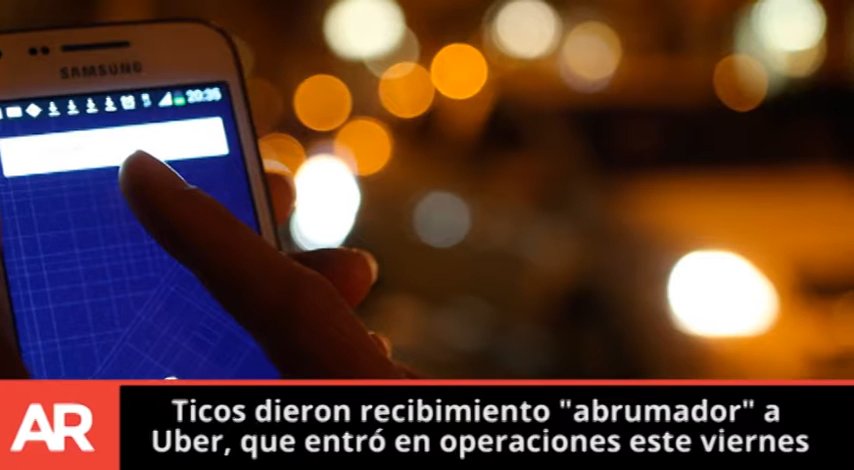 SAMSUNG
20:35
AR
Ticos dieron recibimiento "abrumador" a
Uber, que entró en operaciones este viernes